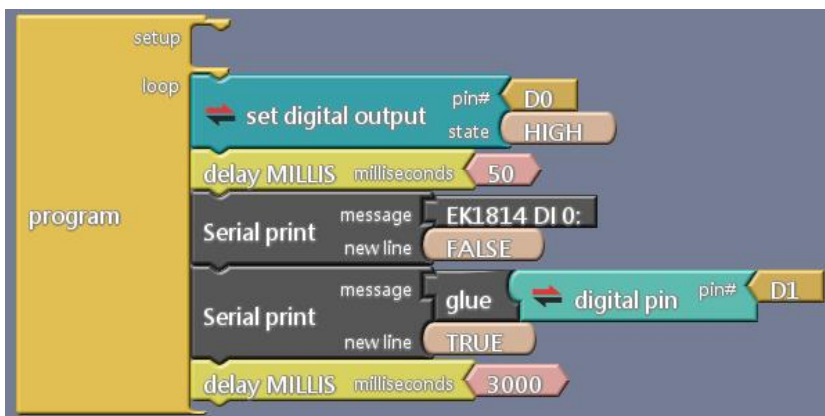 setup
loop
program
set digital output pin# D0
state HIGH
delay MILLIS milliseconds 50
Serial print message EK1814 DI 0:
new line FALSE
Serial print message glue digital pin pin# D1
new line TRUE
delay MILLIS milliseconds 3000